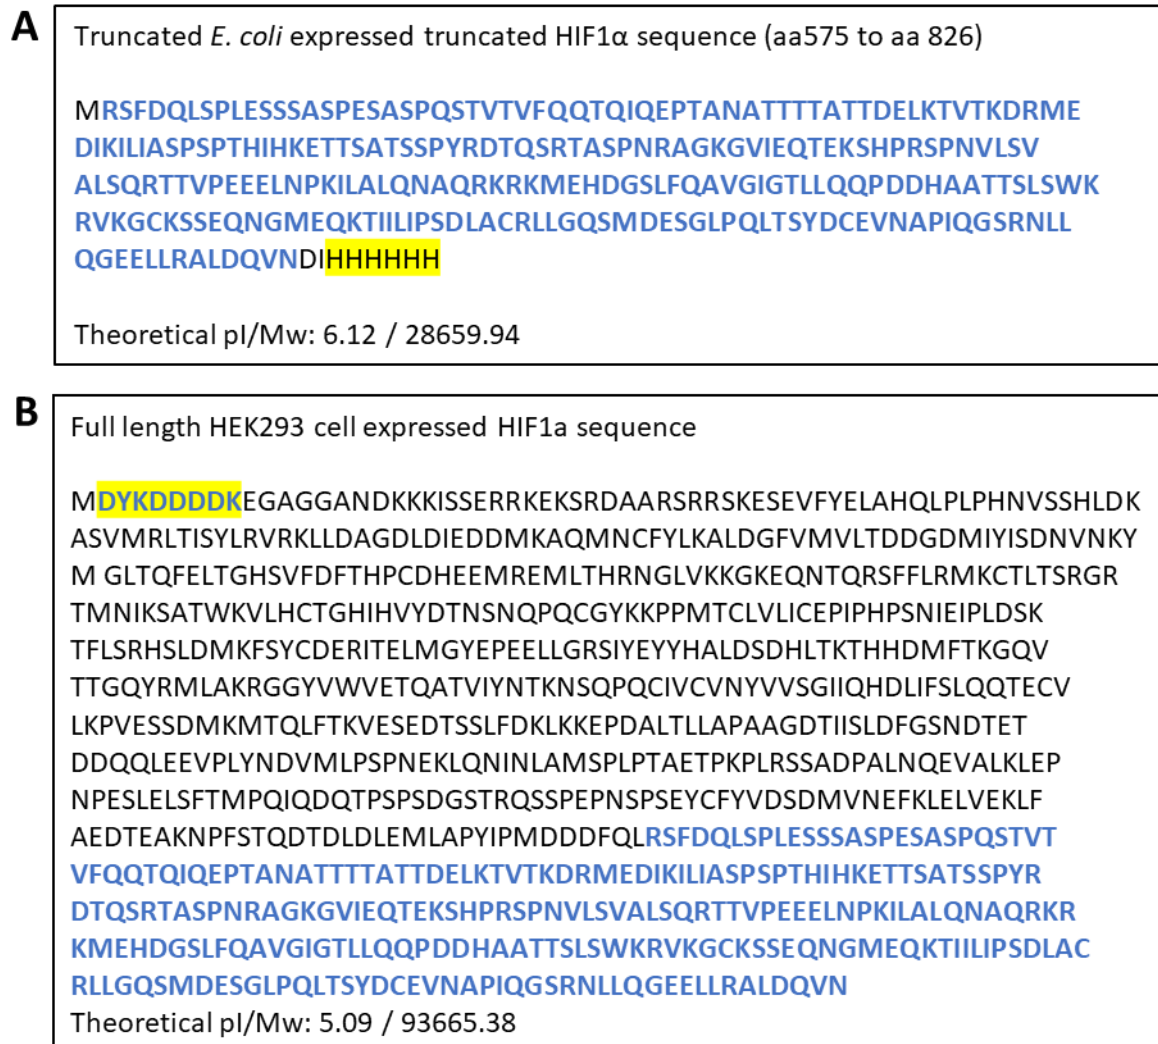 A
Truncated E. coli expressed truncated HIF1α sequence (aa575 to aa 826)
MRSFDQLSPLESSSASPESASPQSTVTVFQQTQIQEPTANATTTTATTDELKTVTKDRME
DIKILIASPSPTHIHKETTSATSSPYRDTQSRTASPNRAGKGVIEQTEKSHPRSPNVLSV
ALSQRTTVPEEELNPKILALQNAQRKRKMEHDGSLFQAVGIGTLLQQPDDHAATTSLSWK
RVKGCKSSEQNGMEQKTIILIPSDLACRLLGQSMDESGLPQLTSYDCEVNAPIQGSRNLL
QGEELLRALDQVNDIHHHHHH
Theoretical pI/Mw: 6.12 / 28659.94
B
Full length HEK293 cell expressed HIF1a sequence
MDYKDDDDKEGAGGANDKKKISSERRKEKSRDAARSRRSKESEVFYELAHQLPLPHNVSSHLDK
ASVMRLTISYLRVRKLLDAGDLDIEDDMKAQMNCFYLKALDGFVMVLTDDGDMIYISDNVNKY
M GLTQFELTGHSVFDFTHPCDHEEMREMLTHRNGLVKKGKEQNTQRSFFLRMKCTLTSRGR
TMNIKSATWKVLHCTGHIHVYDTNSNQPQCGYKKPPMTCLVLICEPIPHPSNIEIPLDSK
TFLSRHSLDMKFSYCDERITELMGYEPEELLGRSIYEYYHALDSDHLTKTHHDMFTKGQV
TTGQYRMLAKRGGYVWVETQATVIYNTKNSQPQCIVCVNYVVSGIIQHDLIFSLQQTECV
LKPVESSDMKMTQLFTKVESEDTSSLFDKLKKEPDALTLLAPAAGDTIISLDFGSNDTET
DDQQLEEVPLYNDVMLPSPNEKLQNINLAMSPLPTAETPKPLRSSADPALNQEVALKLEP
NPESLELSFTMPQIQDQTPSPSDGSTRQSSPEPNSPSEYCFYVDSDMVNEFKLELVEKLF
AEDTEAKNPFSTQDTDLDLEMLAPYIPMDDDFQLRSFDQLSPLESSSASPESASPQSTVT
VFQQTQIQEPTANATTTTATTDELKTVTKDRMEDIKILIASPSPTHIHKETTSATSSPYR
DTQSRTASPNRAGKGVIEQTEKSHPRSPNVLSVALSQRTTVPEEELNPKILALQNAQRKR
KMEHDGSLFQAVGIGTLLQQPDDHAATTSLSWKRVKGCKSSEQNGMEQKTIILIPSDLAC
RLLGQSMDESGLPQLTSYDCEVNAPIQGSRNLLQGEELLRALDQVN
Theoretical pI/Mw: 5.09 / 93665.38